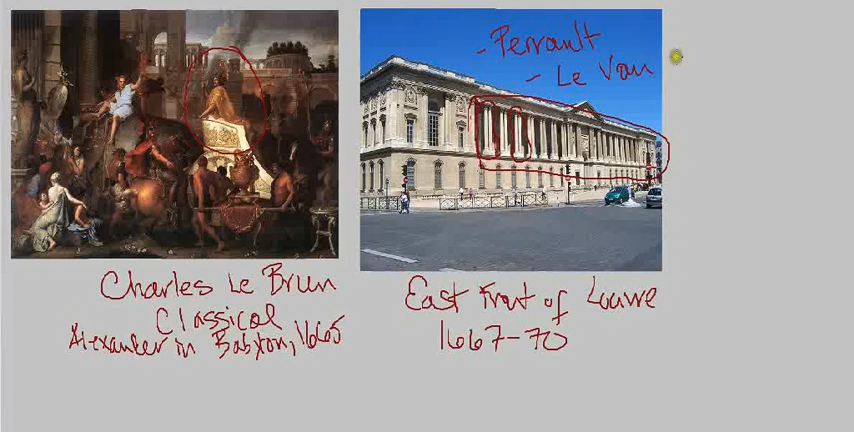 - Perrault
- Le Vau
Charles Le Brun
Classical
Alexander in Babylon, 1665
East Front of Louvre
1667-70